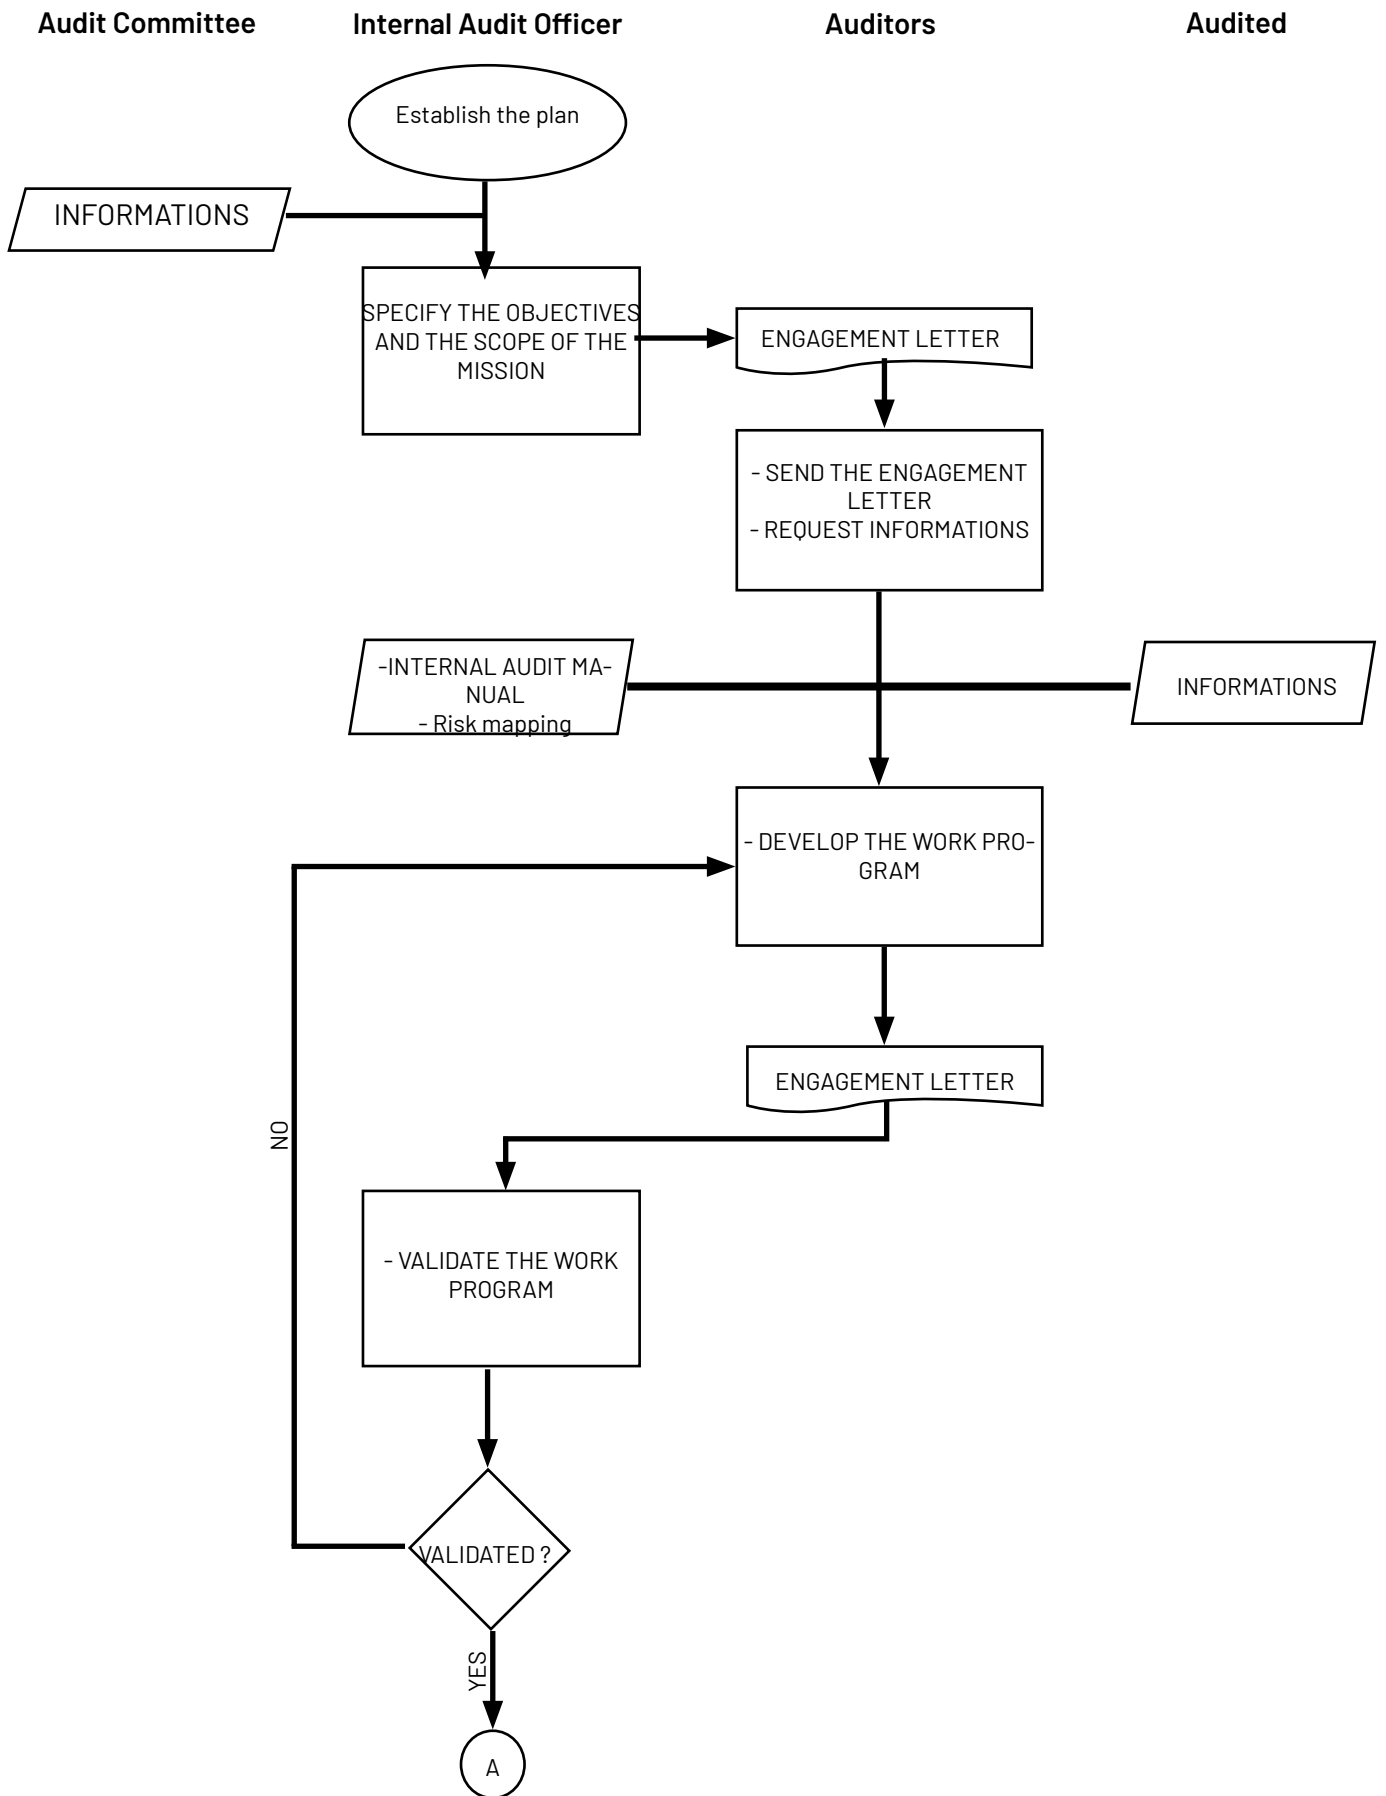 Audit Committee
Internal Audit Officer
Auditors
Audited
Establish the plan
INFORMATIONS
SPECIFY THE OBJECTIVES
AND THE SCOPE OF THE
MISSION
ENGAGEMENT LETTER
- SEND THE ENGAGEMENT
LETTER
- REQUEST INFORMATIONS
-INTERNAL AUDIT MA-
NUAL
- Risk mapping
INFORMATIONS
- DEVELOP THE WORK PRO-
GRAM
ENGAGEMENT LETTER
NO
- VALIDATE THE WORK
PROGRAM
VALIDATED ?
YES
A